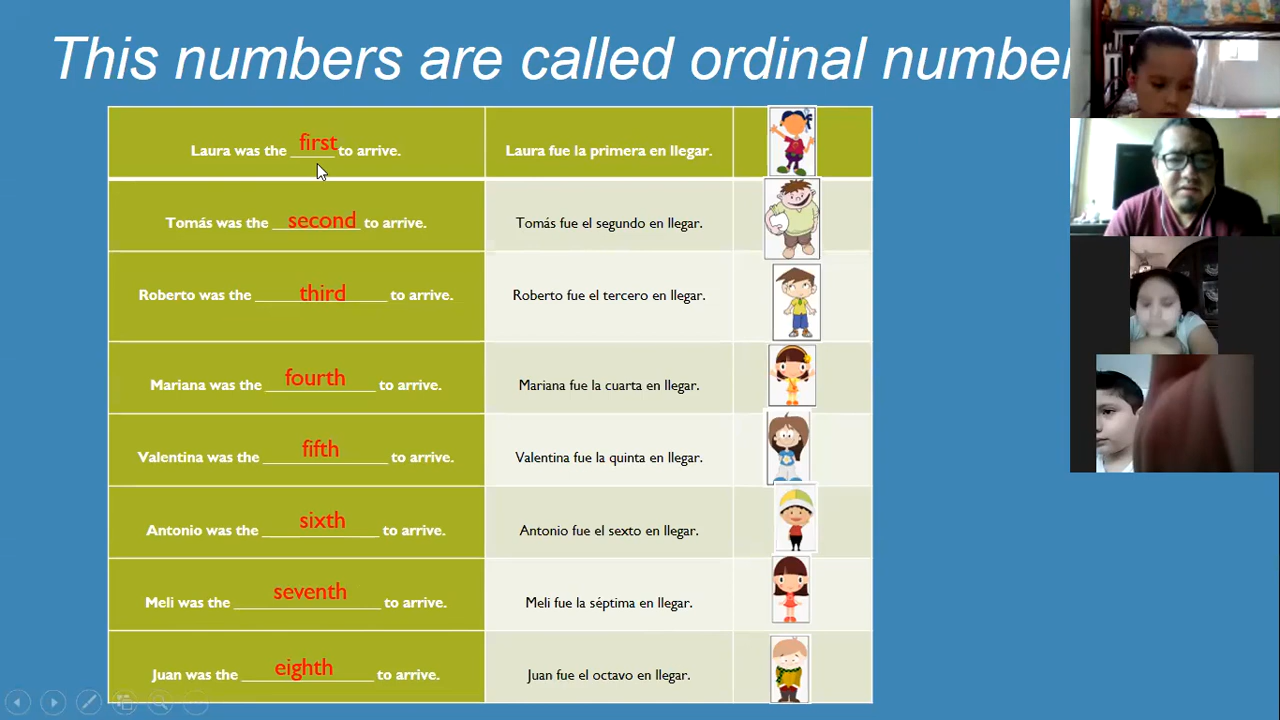 This numbers are called ordinal number
Laura was the first to arrive. Laura fue la primera en llegar.
Tomás was the second to arrive. Tomás fue el segundo en llegar.
Roberto was the third to arrive. Roberto fue el tercero en llegar.
Mariana was the fourth to arrive. Mariana fue la cuarta en llegar.
Valentina was the fifth to arrive. Valentina fue la quinta en llegar.
Antonio was the sixth to arrive. Antonio fue el sexto en llegar.
Meli was the seventh to arrive. Meli fue la séptima en llegar.
Juan was the eighth to arrive. Juan fue el octavo en llegar.